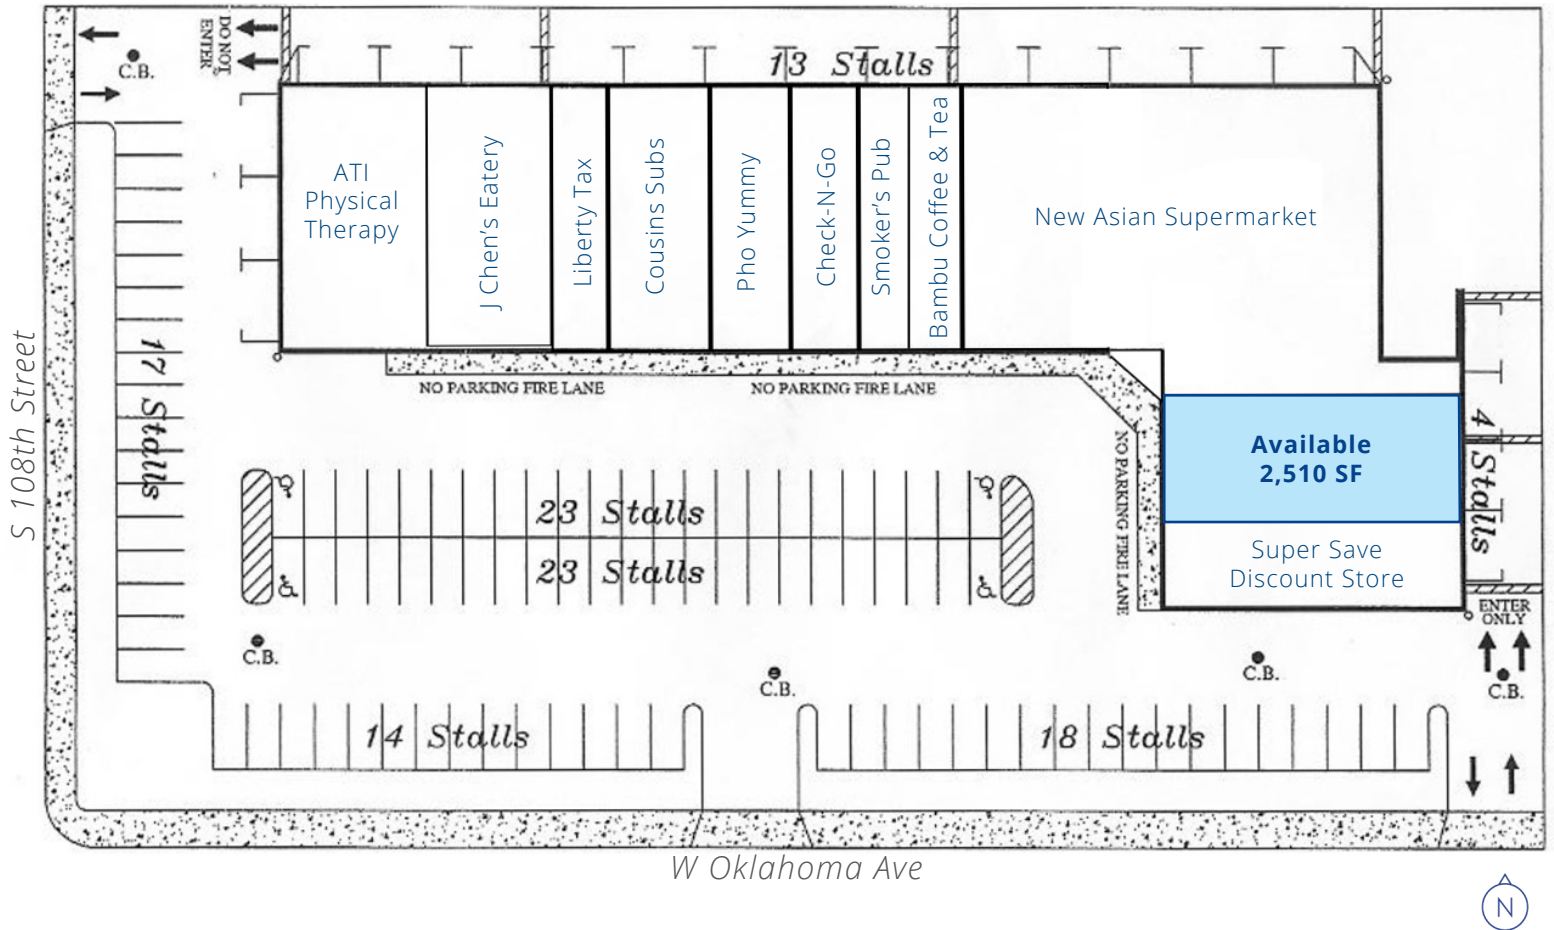 DO NOT
ENTER
C.B.
13 Stalls
ATI
Physical
Therapy
J Chen's Eatery
Liberty Tax
Cousins Subs
Pho Yummy
Check-N-Go
Smoker's Pub
Bambu Coffee & Tea
New Asian Supermarket
NO PARKING FIRE LANE
NO PARKING FIRE LANE
S 108th Street
17 Stalls
NO PARKING FIRE LANE
Available
2,510 SF
4 Stalls
23 Stalls
23 Stalls
Super Save
Discount Store
ENTER
ONLY
C.B.
C.B.
C.B.
C.B.
14 Stalls
18 Stalls
W Oklahoma Ave
N